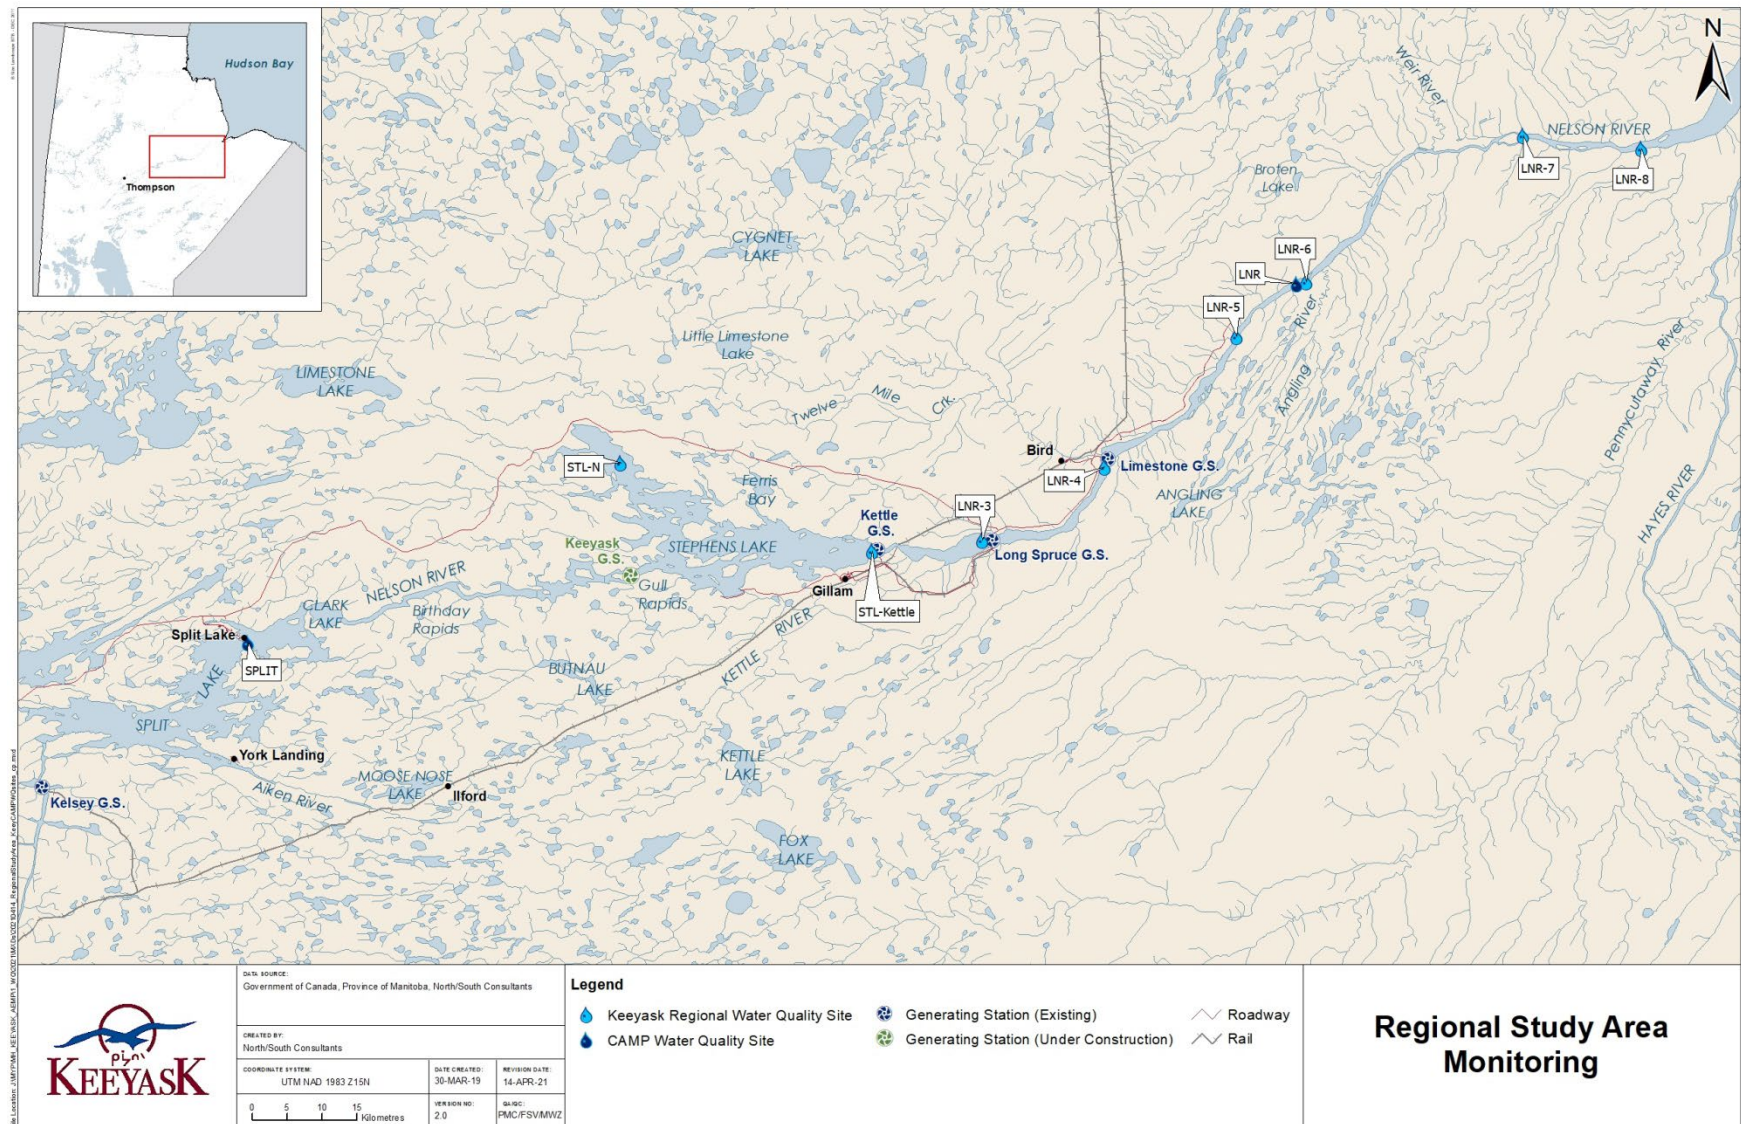 Hudson Bay
Thompson
N
Weir River
NELSON RIVER
LNR-7
LNR-8
Broten
Lake
CYGNET
LAKE
LNR-6
LNR
LNR-5
Angling River
Little Limestone
Lake
LIMESTONE
LAKE
Twelve Mile Crk.
Pennycutaway River
HAYES RIVER
Bird
Limestone G.S.
LNR-4
ANGLING
LAKE
STL-N
Ferris
Bay
LNR-3
Kettle
G.S.
Long Spruce G.S.
Keeyask
G.S.
STEPHENS LAKE
Gull
Rapids
Gillam
STL-Kettle
NELSON RIVER
CLARK
LAKE
Birthday
Rapids
Split Lake
SPLIT
KETTLE RIVER
BUTNAU
LAKE
SPLIT LAKE
York Landing
Aiken River
MOOSE NOSE
LAKE
Ilford
KETTLE
LAKE
Kelsey G.S.
FOX
LAKE
KEEYASK
DATA SOURCE:
Government of Canada, Province of Manitoba, North/South Consultants
CREATED BY:
North/South Consultants
COORDINATE SYSTEM:
UTM NAD 1983 Z15N
DATE CREATED:
30-MAR-19
REVISION DATE:
14-APR-21
0 5 10 15
Kilometres
VERSION NO:
2.0
QA/QC:
PMC/FSV/MWZ
Legend
Keeyask Regional Water Quality Site
CAMP Water Quality Site
Generating Station (Existing)
Generating Station (Under Construction)
Roadway
Rail
Regional Study Area
Monitoring